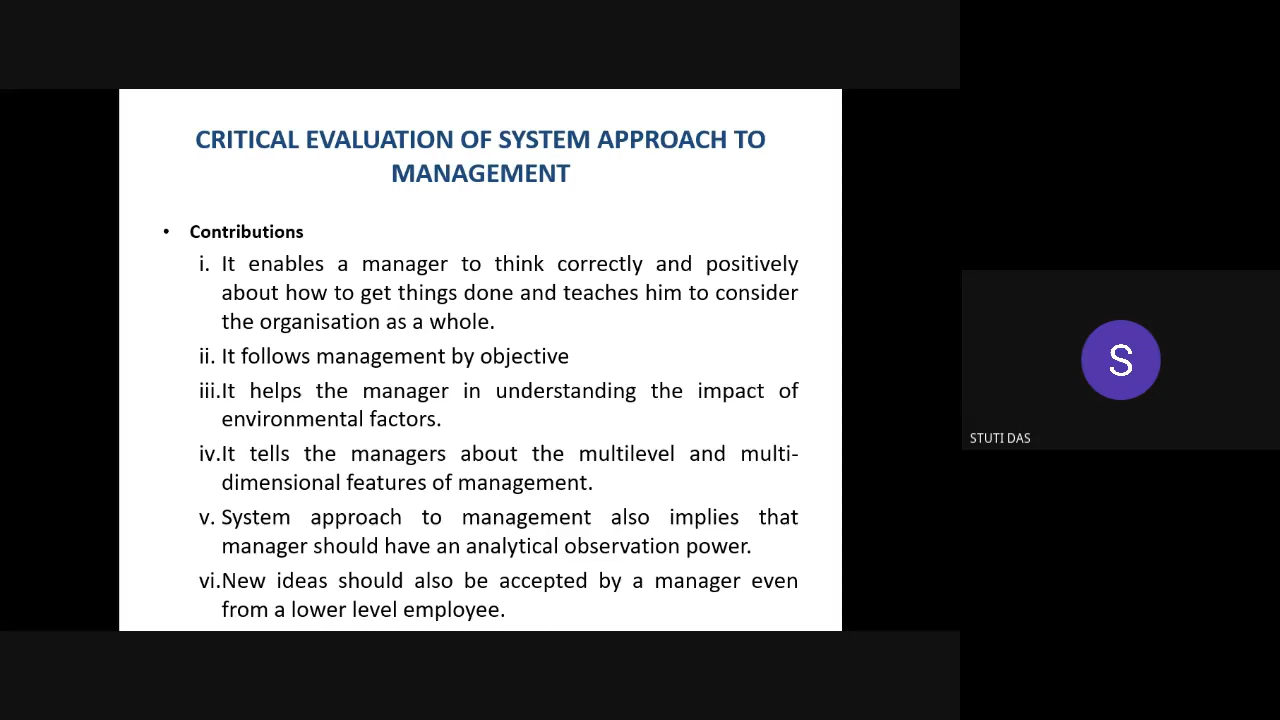 CRITICAL EVALUATION OF SYSTEM APPROACH TO
MANAGEMENT
• Contributions
i. It enables a manager to think correctly and positively
about how to get things done and teaches him to consider
the organisation as a whole.
ii. It follows management by objective
iii.It helps the manager in understanding the impact of
environmental factors.
iv.It tells the managers about the multilevel and multi-
dimensional features of management.
v. System approach to management also implies that
manager should have an analytical observation power.
vi.New ideas should also be accepted by a manager even
from a lower level employee.
S
STUTI DAS